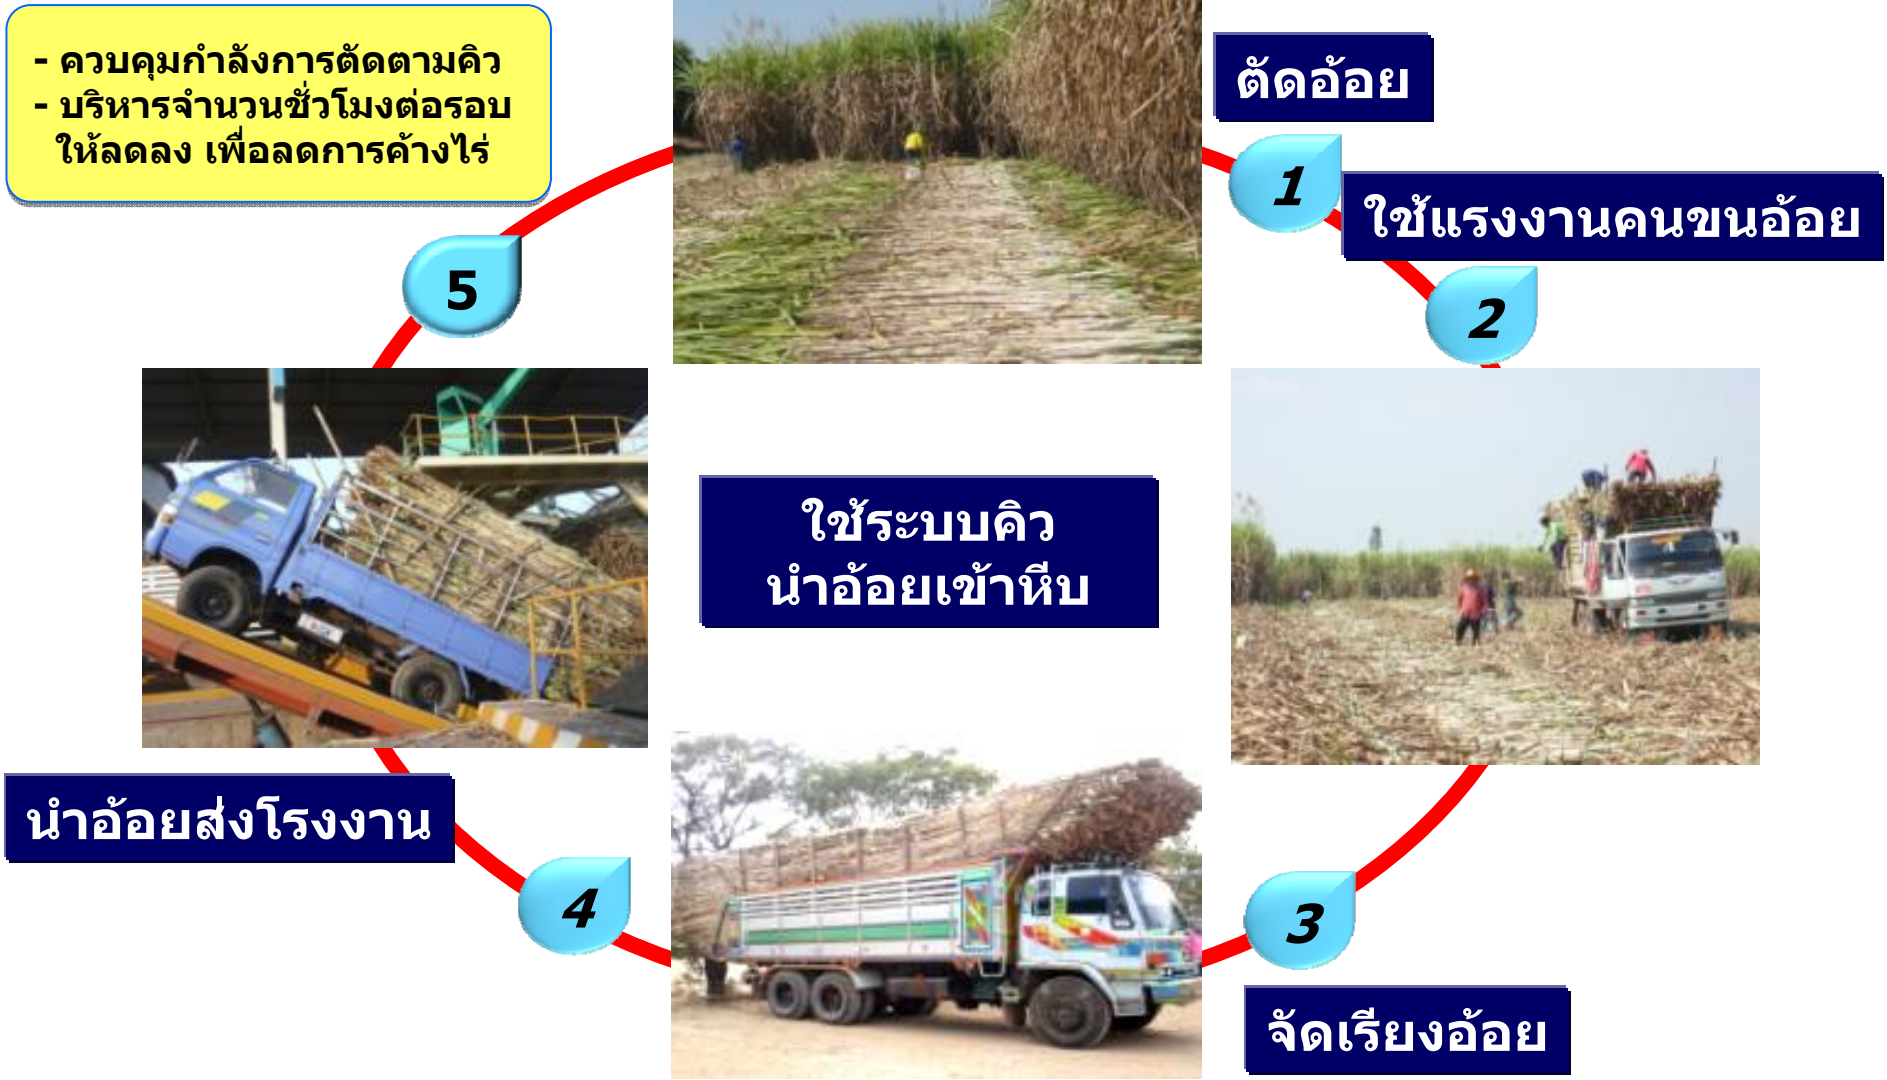 - ควบคุมกำลังการตัดตามคิว
- บริหารจำนวนชั่วโมงต่อรอบ
ให้ลดลง เพื่อลดการค้างไร่
ตัดอ้อย
1
ใช้แรงงานคนขนอ้อย
2
5
ใช้ระบบคิว
นำอ้อยเข้าหีบ
นำอ้อยส่งโรงงาน
4
3
จัดเรียงอ้อย